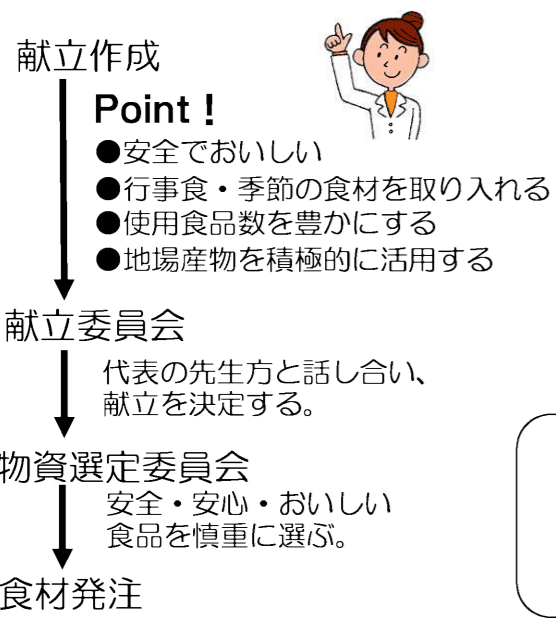 献立作成
Point！
●安全でおいしい
●行事食・季節の食材を取り入れる
●使用食品数を豊かにする
●地場産物を積極的に活用する
献立委員会
代表の先生方と話し合い、
献立を決定する。
物資選定委員会
安全・安心・おいしい
食品を慎重に選ぶ。
食材発注